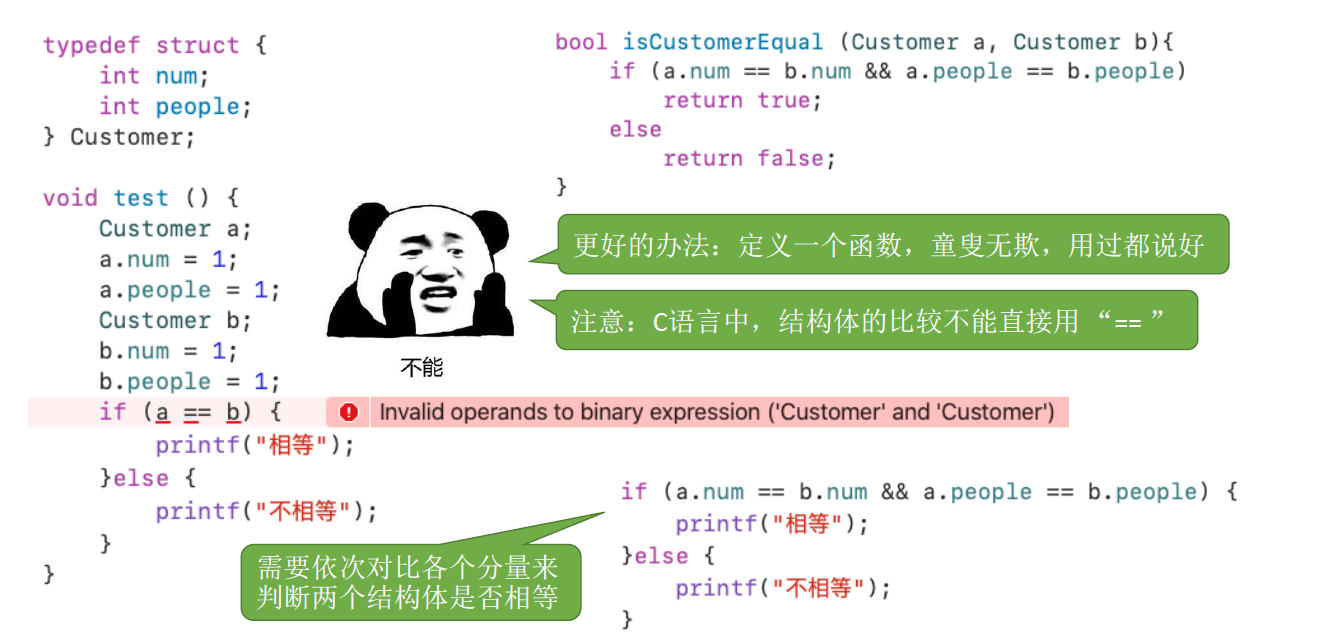 typedef struct {
    int num;
    int people;
} Customer;
void test () {
    Customer a;
    a.num = 1;
    a.people = 1;
    Customer b;
    b.num = 1;
    b.people = 1;
    if (a == b) {
Invalid operands to binary expression ('Customer' and 'Customer')
        printf("相等");
    }else {
        printf("不相等");
    }
}
不能
bool isCustomerEqual (Customer a, Customer b){
    if (a.num == b.num && a.people == b.people)
        return true;
    else
        return false;
}
更好的办法：定义一个函数，童叟无欺，用过都说好
注意：C语言中，结构体的比较不能直接用 “== ”
需要依次对比各个分量来
判断两个结构体是否相等
if (a.num == b.num && a.people == b.people) {
    printf("相等");
}else {
    printf("不相等");
}